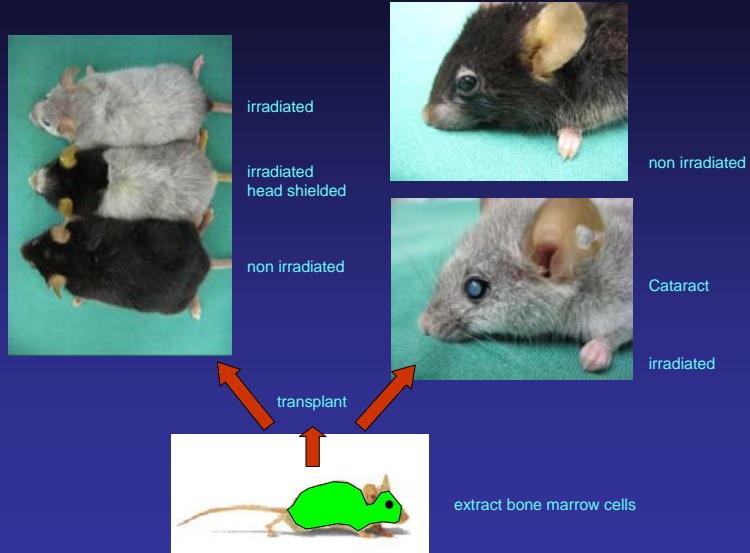 irradiated
irradiated
head shielded
non irradiated
non irradiated
Cataract
irradiated
transplant
extract bone marrow cells